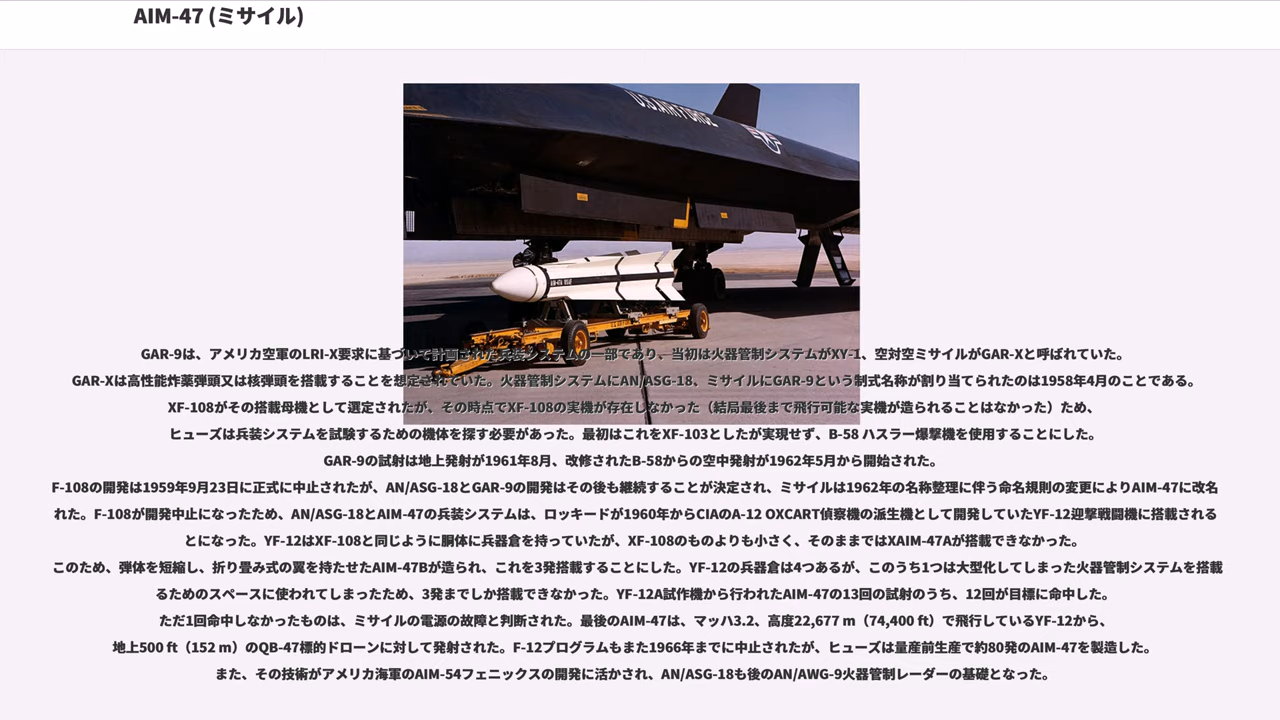 AIM-47 (ミサイル)
U.S. AIR FORCE
GAR-9は、アメリカ空軍のLRI-X要求に基づいて計画された兵装システムの一部であり、当初は火器管制システムがXY-1、空対空ミサイルがGAR-Xと呼ばれていた。
GAR-Xは高性能炸薬弾頭又は核弾頭を搭載することを想定されていた。火器管制システムにAN/ASG-18、ミサイルにGAR-9という制式名称が割り当てられたのは1958年4月のことである。
XF-108がその搭載母機として選定されたが、その時点でXF-108の実機が存在しなかった（結局最後まで飛行可能な実機が造られることはなかった）ため、
ヒューズは兵装システムを試験するための機体を探す必要があった。最初はこれをXF-103としたが実現せず、B-58 ハスラー爆撃機を使用することにした。
GAR-9の試射は地上発射が1961年8月、改修されたB-58からの空中発射が1962年5月から開始された。
F-108の開発は1959年9月23日に正式に中止されたが、AN/ASG-18とGAR-9の開発はその後も継続することが決定され、ミサイルは1962年の名称整理に伴う命名規則の変更によりAIM-47に改名
れた。F-108が開発中止になったため、AN/ASG-18とAIM-47の兵装システムは、ロッキードが1960年からCIAのA-12 OXCART偵察機の派生機として開発していたYF-12迎撃戦闘機に搭載される
とになった。YF-12はXF-108と同じように胴体に兵器倉を持っていたが、XF-108のものよりも小さく、そのままではXAIM-47Aが搭載できなかった。
このため、弾体を短縮し、折り畳み式の翼を持たせたAIM-47Bが造られ、これを3発搭載することにした。YF-12の兵器倉は4つあるが、このうち1つは大型化してしまった火器管制システムを搭載
るためのスペースに使われてしまったため、3発までしか搭載できなかった。YF-12A試作機から行われたAIM-47の13回の試射のうち、12回が目標に命中した。
ただ1回命中しなかったものは、ミサイルの電源の故障と判断された。最後のAIM-47は、マッハ3.2、高度22,677 m（74,400 ft）で飛行しているYF-12から、
地上500 ft（152 m）のQB-47標的ドローンに対して発射された。F-12プログラムもまた1966年までに中止されたが、ヒューズは量産前生産で約80発のAIM-47を製造した。
また、その技術がアメリカ海軍のAIM-54フェニックスの開発に活かされ、AN/ASG-18も後のAN/AWG-9火器管制レーダーの基礎となった。